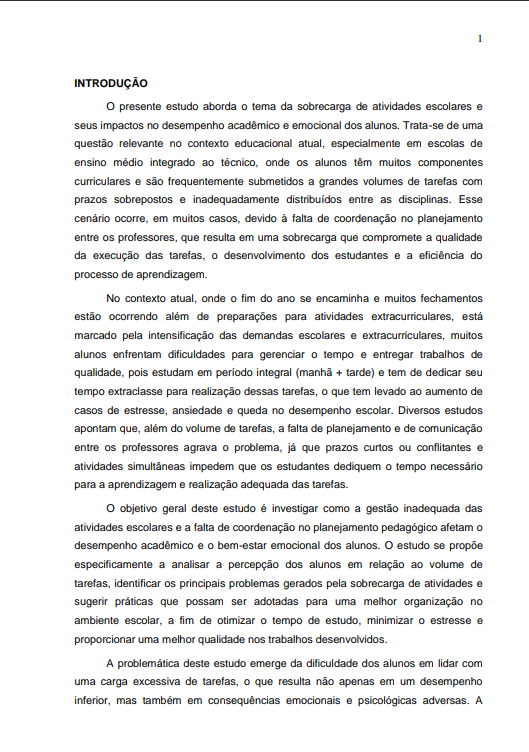 1
INTRODUÇÃO
O presente estudo aborda o tema da sobrecarga de atividades escolares e
seus impactos no desempenho acadêmico e emocional dos alunos. Trata-se de uma
questão relevante no contexto educacional atual, especialmente em escolas de
ensino médio integrado ao técnico, onde os alunos têm muitos componentes
curriculares e são frequentemente submetidos a grandes volumes de tarefas com
prazos sobrepostos e inadequadamente distribuídos entre as disciplinas. Esse
cenário ocorre, em muitos casos, devido à falta de coordenação no planejamento
entre os professores, que resulta em uma sobrecarga que compromete a qualidade
da execução das tarefas, o desenvolvimento dos estudantes e a eficiência do
processo de aprendizagem.
No contexto atual, onde o fim do ano se encaminha e muitos fechamentos
estão ocorrendo além de preparações para atividades extracurriculares, está
marcado pela intensificação das demandas escolares e extracurriculares, muitos
alunos enfrentam dificuldades para gerenciar o tempo e entregar trabalhos de
qualidade, pois estudam em período integral (manhã + tarde) e tem de dedicar seu
tempo extraclasse para realização dessas tarefas, o que tem levado ao aumento de
casos de estresse, ansiedade e queda no desempenho escolar. Diversos estudos
apontam que, além do volume de tarefas, a falta de planejamento e de comunicação
entre os professores agrava o problema, já que prazos curtos ou conflitantes e
atividades simultâneas impedem que os estudantes dediquem o tempo necessário
para a aprendizagem e realização adequada das tarefas.
O objetivo geral deste estudo é investigar como a gestão inadequada das
atividades escolares e a falta de coordenação no planejamento pedagógico afetam o
desempenho acadêmico e o bem-estar emocional dos alunos. O estudo se propõe
especificamente a analisar a percepção dos alunos em relação ao volume de
tarefas, identificar os principais problemas gerados pela sobrecarga de atividades e
sugerir práticas que possam ser adotadas para uma melhor organização no
ambiente escolar, a fim de otimizar o tempo de estudo, minimizar o estresse e
proporcionar uma melhor qualidade nos trabalhos desenvolvidos.
A problemática deste estudo emerge da dificuldade dos alunos em lidar com
uma carga excessiva de tarefas, o que resulta não apenas em um desempenho
inferior, mas também em consequências emocionais e psicológicas adversas. A